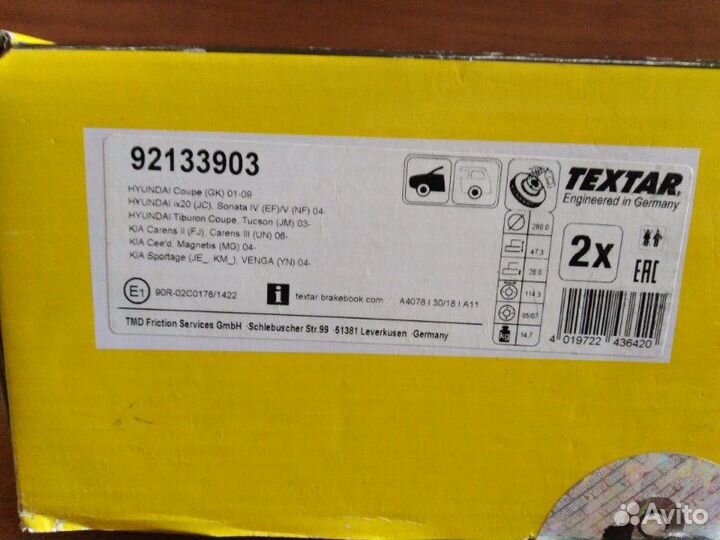 92133903
HYUNDAI Coupe (GK) 01-09
HYUNDAI ix20 (JC), Sonata IV (EF)/V (NF) 04-
HYUNDAI Tiburon Coupe, Tucson (JM) 03-
KIA Carens II (FJ), Carens III (UN) 06-
KIA Cee'd, Magnetis (MG) 04-
KIA Sportage (JE_, KM_), VENGA (YN) 04-
E1 90R-02C0178/1422
i textar brakebook.com A4078 | 30/18 | A11
TMD Friction Services GmbH ·Schlebuscher Str.99 ·51381 Leverkusen ·Germany
TEXTAR®
Engineered in Germany
280.0
47.3
26.0
114.3
05/07
Kg 14.7
2x
EAC
4 019722 436420
Avito